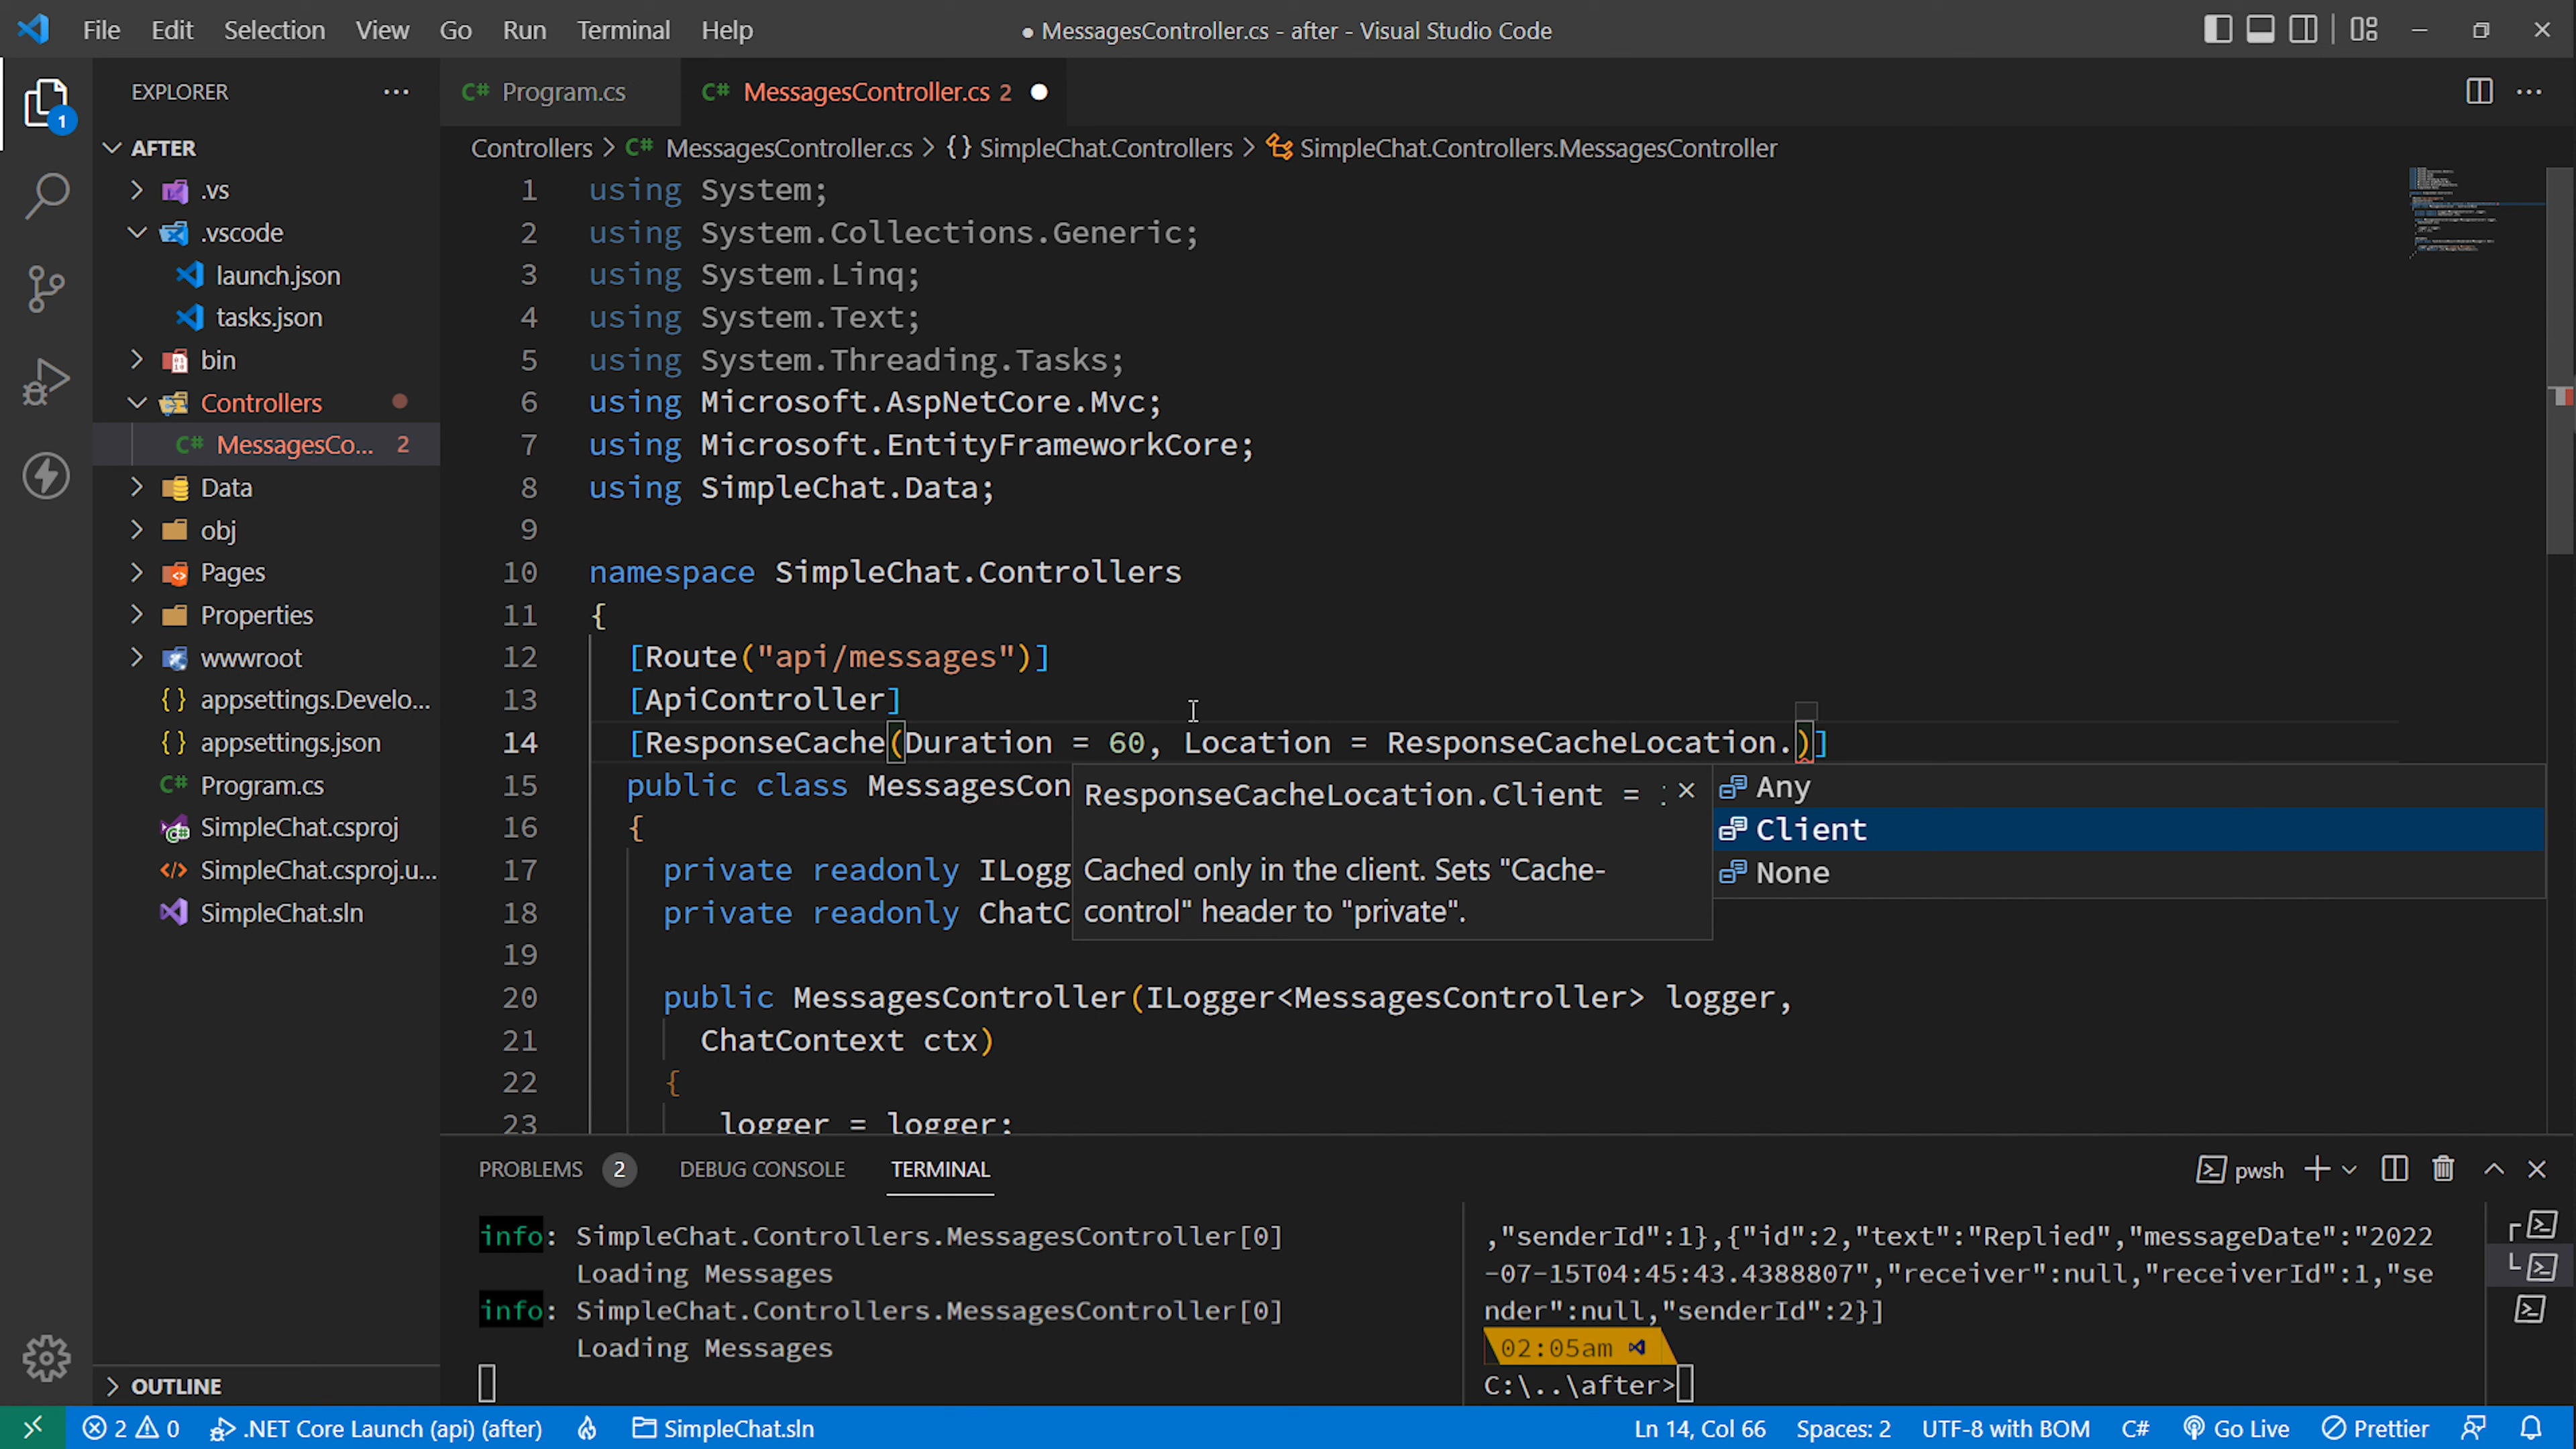 File Edit Selection View Go Run Terminal Help
● MessagesController.cs - after - Visual Studio Code
EXPLORER
1
AFTER
.vs
.vscode
launch.json
tasks.json
bin
Controllers
MessagesCo... 2
Data
obj
Pages
Properties
wwwroot
appsettings.Develo...
appsettings.json
Program.cs
SimpleChat.csproj
SimpleChat.csproj.u...
SimpleChat.sln
OUTLINE
Program.cs
MessagesController.cs 2
Controllers > MessagesController.cs > {} SimpleChat.Controllers > SimpleChat.Controllers.MessagesController
1 using System;
2 using System.Collections.Generic;
3 using System.Linq;
4 using System.Text;
5 using System.Threading.Tasks;
6 using Microsoft.AspNetCore.Mvc;
7 using Microsoft.EntityFrameworkCore;
8 using SimpleChat.Data;
9
10 namespace SimpleChat.Controllers
11 {
12 [Route("api/messages")]
13 [ApiController]
14 [ResponseCache(Duration = 60, Location = ResponseCacheLocation.)]
15 public class MessagesCon
16 {
17 private readonly ILogg
18 private readonly ChatC
19
20 public MessagesController(ILogger<MessagesController> logger,
21 ChatContext ctx)
22 {
23 logger = logger;
ResponseCacheLocation.Client =
Cached only in the client. Sets "Cache-
control" header to "private".
Any
Client
None
PROBLEMS 2 DEBUG CONSOLE TERMINAL
pwsh
info: SimpleChat.Controllers.MessagesController[0]
Loading Messages
info: SimpleChat.Controllers.MessagesController[0]
Loading Messages
,"senderId":1},{"id":2,"text":"Replied","messageDate":"2022
-07-15T04:45:43.4388807","receiver":null,"receiverId":1,"se
nder":null,"senderId":2}]
02:05am
C:\..\after>
2 0 .NET Core Launch (api) (after) SimpleChat.sln
Ln 14, Col 66 Spaces: 2 UTF-8 with BOM C# Go Live Prettier